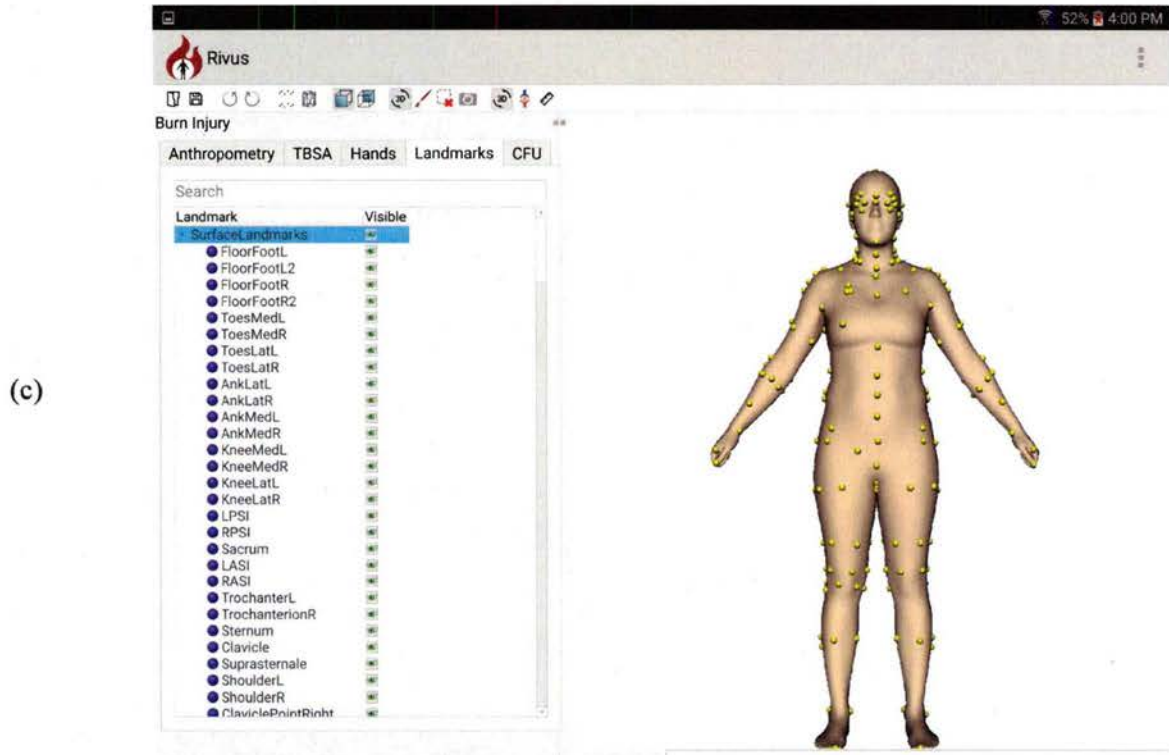 52% 4:00 PM
Rivus
Burn Injury
Anthropometry TBSA Hands Landmarks CFU
Search
Landmark Visible
SurfaceLandmarks
FloorFootL
FloorFootL2
FloorFootR
FloorFootR2
ToesMedL
ToesMedR
ToesLatL
ToesLatR
(c)
AnkLatL
AnkLatR
AnkMedL
AnkMedR
KneeMedL
KneeMedR
KneeLatL
KneeLatR
LPSI
RPSI
Sacrum
LASI
RASI
TrochanterL
TrochanterionR
Sternum
Clavicle
Suprasternale
ShoulderL
ShoulderR
ClaviclePointRight